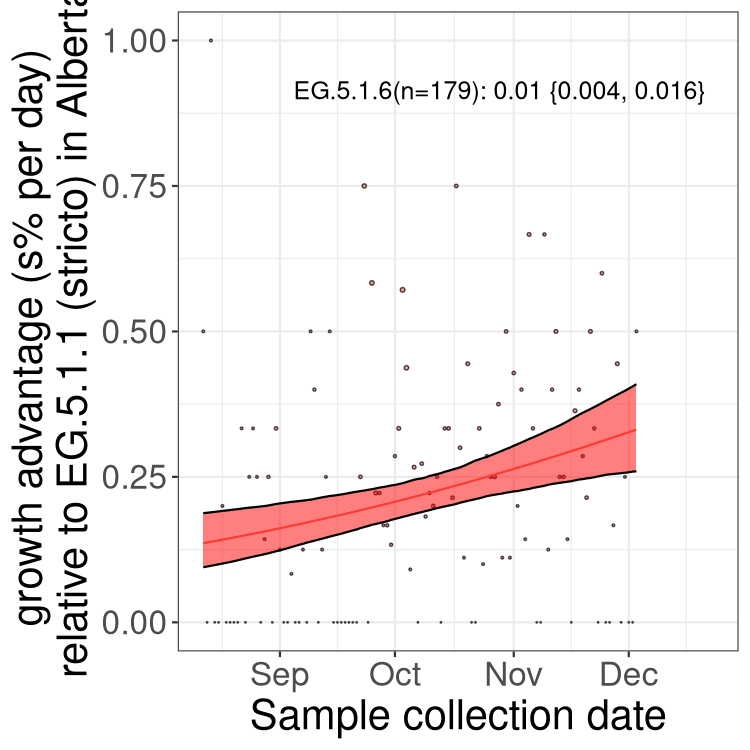 growth advantage (s% per day)
relative to EG.5.1.1 (stricto) in Alberta
1.00
0.75
0.50
0.25
0.00
EG.5.1.6(n=179): 0.01 {0.004, 0.016}
Sep Oct Nov Dec
Sample collection date